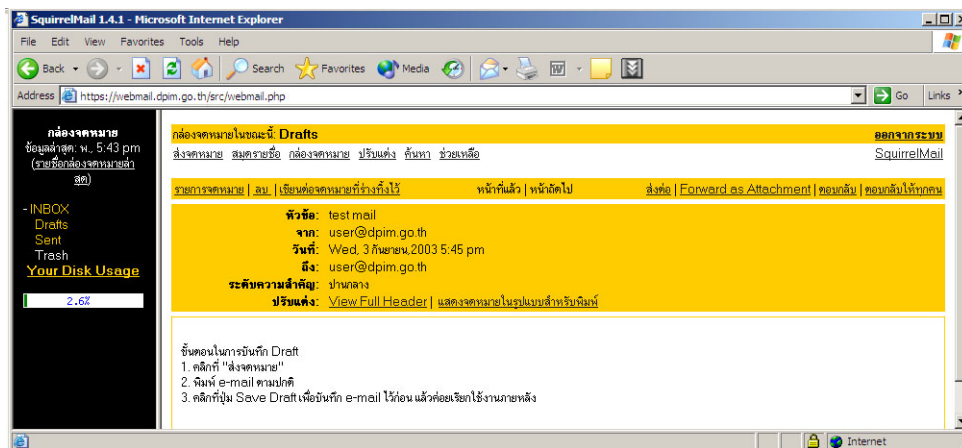 SquirrelMail 1.4.1 - Microsoft Internet Explorer
File Edit View Favorites Tools Help
Back Search Favorites Media
Address https://webmail.dpim.go.th/src/webmail.php Go Links
กล่องจดหมาย
ข้อมูลล่าสุด: พ., 5:43 pm
(รายชื่อกล่องจดหมายล่า
สุด)
- INBOX
Drafts
Sent
Trash
Your Disk Usage
2.6%
กล่องจดหมายในขณะนี้: Drafts ออกจากระบบ
ส่งจดหมาย สมุดรายชื่อ กล่องจดหมาย ปรับแต่ง ค้นหา ช่วยเหลือ SquirrelMail
รายการจดหมาย | ลบ | เขียนต่อจดหมายที่ร่างทิ้งไว้ หน้าที่แล้ว | หน้าถัดไป ส่งต่อ | Forward as Attachment | ตอบกลับ | ตอบกลับให้ทุกคน
หัวข้อ: test mail
จาก: user@dpim.go.th
วันที่: Wed, 3 กันยายน,2003 5:45 pm
ถึง: user@dpim.go.th
ระดับความสำคัญ: ปานกลาง
ปรับแต่ง: View Full Header | แสดงจดหมายในรูปแบบสำหรับพิมพ์
ขั้นตอนในการบันทึก Draft
1. คลิกที่ "ส่งจดหมาย"
2. พิมพ์ e-mail ตามปกติ
3. คลิกที่ปุ่ม Save Draft เพื่อบันทึก e-mail ไว้ก่อน แล้วค่อยเรียกใช้งานภายหลัง
Internet